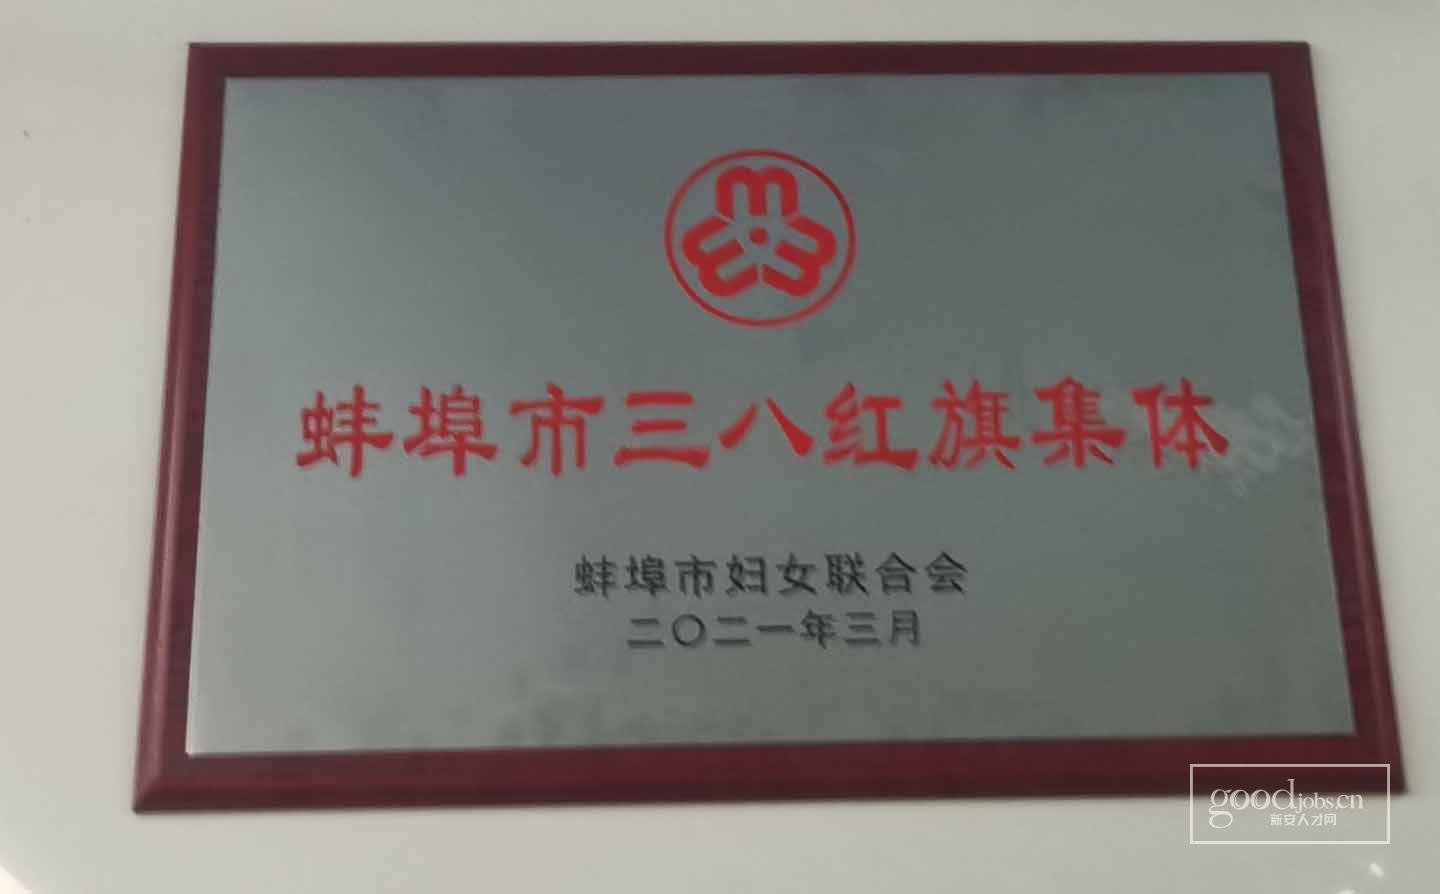 蚌埠市三八红旗集体
蚌埠市妇女联合会
二〇二一年三月
goodjobs.cn
新安人才网